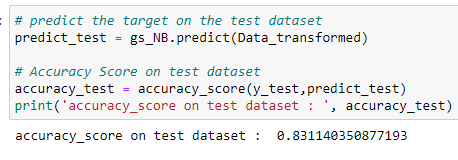 # predict the target on the test dataset
predict_test = gs_NB.predict(Data_transformed)
# Accuracy Score on test dataset
accuracy_test = accuracy_score(y_test,predict_test)
print('accuracy_score on test dataset : ', accuracy_test)
accuracy_score on test dataset :  0.831140350877193